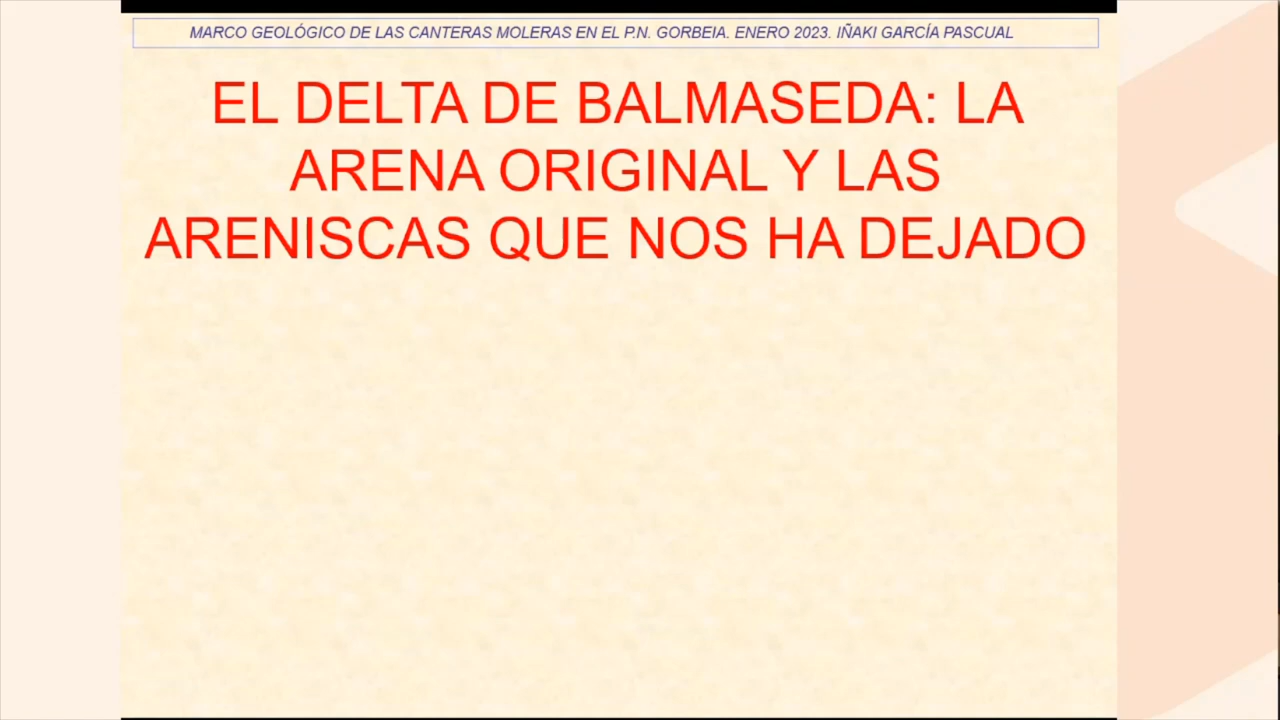 MARCO GEOLÓGICO DE LAS CANTERAS MOLERAS EN EL P.N. GORBEIA. ENERO 2023. IÑAKI GARCÍA PASCUAL
EL DELTA DE BALMASEDA: LA
ARENA ORIGINAL Y LAS
ARENISCAS QUE NOS HA DEJADO